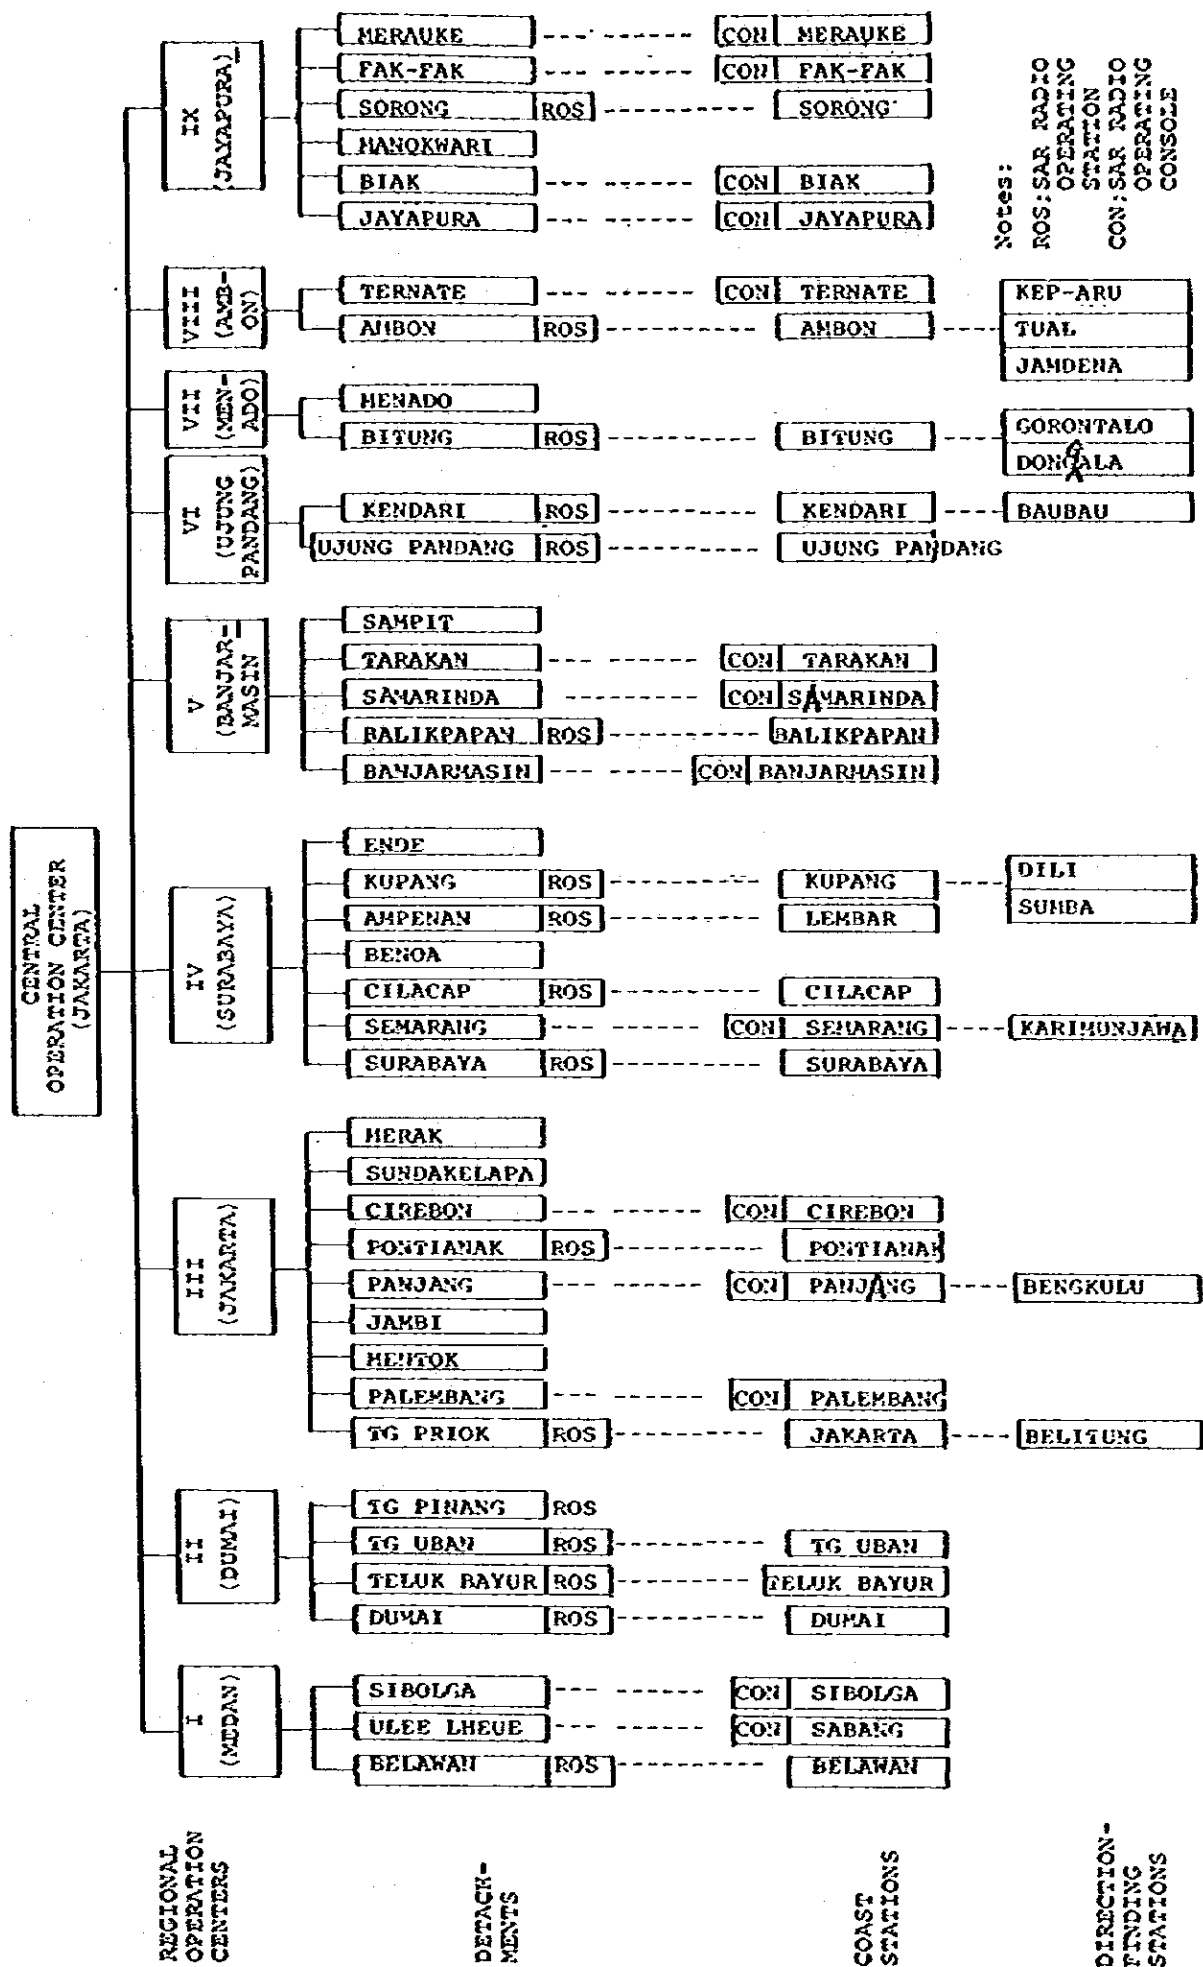 CENTRAL
OPERATION CENTER
(JAKARTA)
REGIONAL
OPERATION
CENTERS
DETACH-
MENTS
COAST
STATIONS
DIRECTION-
FINDING
STATIONS
IX
(JAYAPURA)
MERAUKE CON MERAUKE
FAK-FAK CON FAK-FAK
SORONG ROS SORONG
MANOKWARI
BIAK CON BIAK
JAYAPURA CON JAYAPURA
Notes:
ROS:SAR RADIO
OPERATING
STATION
CON:SAR RADIO
OPERATING
CONSOLE
VIII
(AMB-
ON)
TERNATE CON TERNATE
AMBON ROS AMBON
KEP-ARU
TUAL
JAMDENA
VII
(MEN-
ADO)
MENADO
BITUNG ROS BITUNG
GORONTALO
DONGALA
VI
(UJUNG
PANDANG)
KENDARI ROS KENDARI BAUBAU
UJUNG PANDANG ROS UJUNG PANDANG
V
(BANJAR-
MASIN
SAMPIT
TARAKAN CON TARAKAN
SAMARINDA CON SAMARINDA
BALIKPAPAN ROS BALIKPAPAN
BANJARMASIN CON BANJARMASIN
IV
(SURABAYA)
ENDE
KUPANG ROS KUPANG DILI
SUMBA
AMPENAN ROS LEMBAR
BENOA
CILACAP ROS CILACAP
SEMARANG CON SEMARANG KARIMUNJAWA
SURABAYA ROS SURABAYA
III
(JAKARTA)
MERAK
SUNDAKELAPA
CIREBON CON CIREBON
PONTIANAK ROS PONTIANAK
PANJANG CON PANJANG BENGKULU
JAMBI
MENTOK
PALEMBANG CON PALEMBANG
TG PRIOK ROS JAKARTA BELITUNG
II
(DUMAI)
TG PINANG ROS
TG UBAN ROS TG UBAN
TELUK BAYUR ROS TELUK BAYUR
DUMAI ROS DUMAI
I
(MEDAN)
SIBOLGA CON SIBOLGA
ULEE LHEUE CON SABANG
BELAWAN ROS BELAWAN